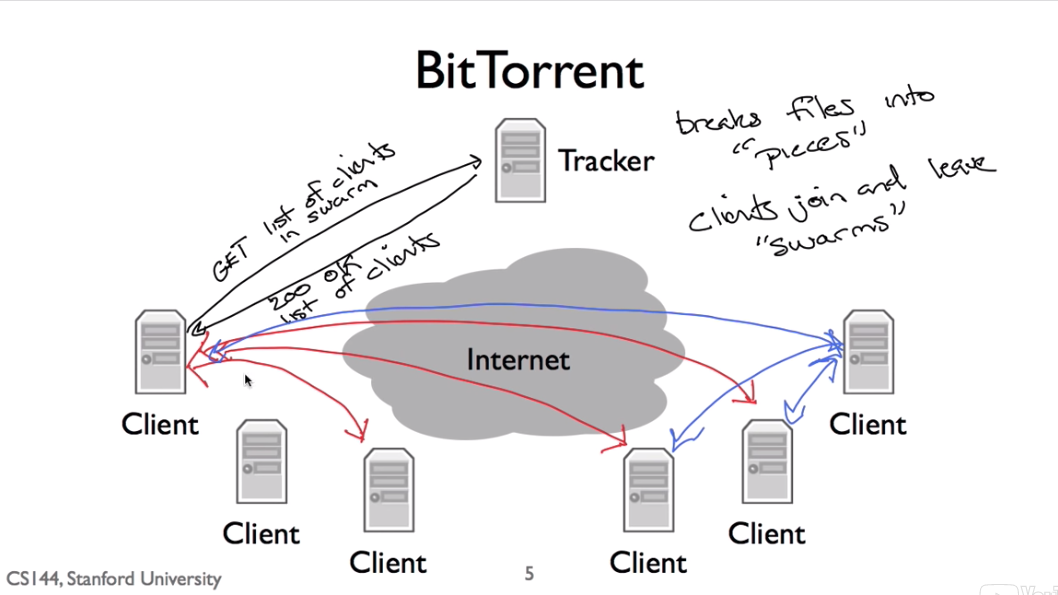 BitTorrent
breaks files into
"pieces"
Tracker
clients join and leave
"swarms"
GET list of clients
in swarm
200 OK
list of clients
Internet
Client
Client
Client
Client
Client
Client
CS144, Stanford University
5